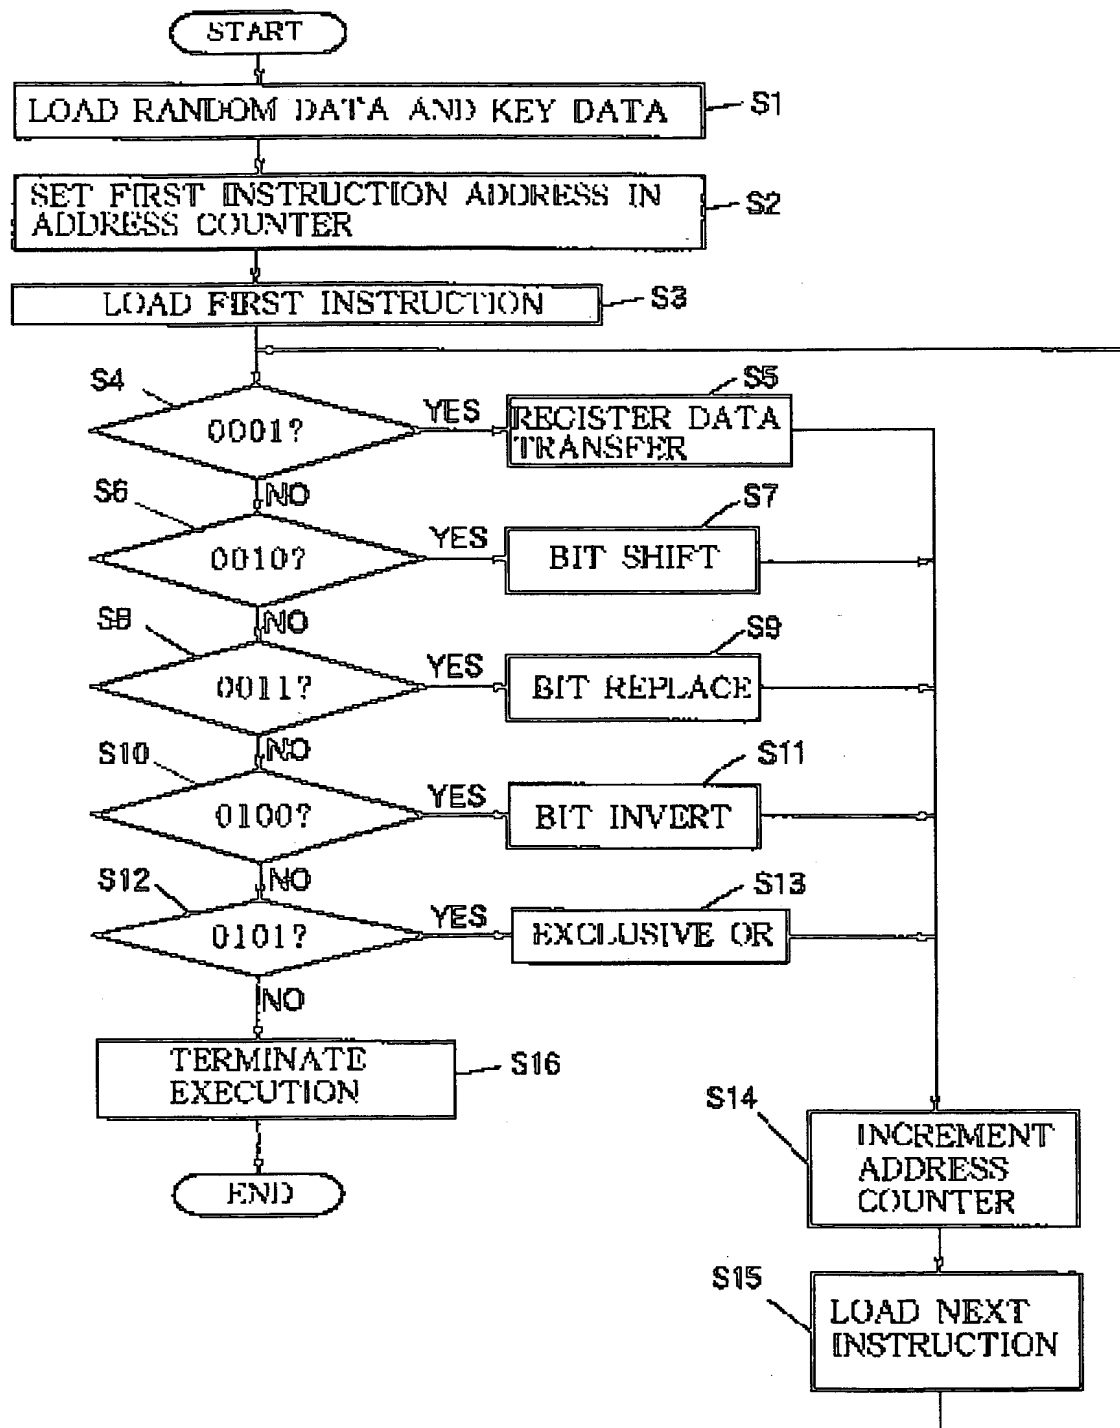 START
LOAD RANDOM DATA AND KEY DATA
S1
SET FIRST INSTRUCTION ADDRESS IN
ADDRESS COUNTER
S2
LOAD FIRST INSTRUCTION
S3
S4
0001?
YES
S5
REGISTER DATA
TRANSFER
NO
S6
0010?
YES
S7
BIT SHIFT
NO
S8
0011?
YES
S9
BIT REPLACE
NO
S10
0100?
YES
S11
BIT INVERT
NO
S12
0101?
YES
S13
EXCLUSIVE OR
NO
TERMINATE
EXECUTION
S16
END
S14
INCREMENT
ADDRESS
COUNTER
S15
LOAD NEXT
INSTRUCTION